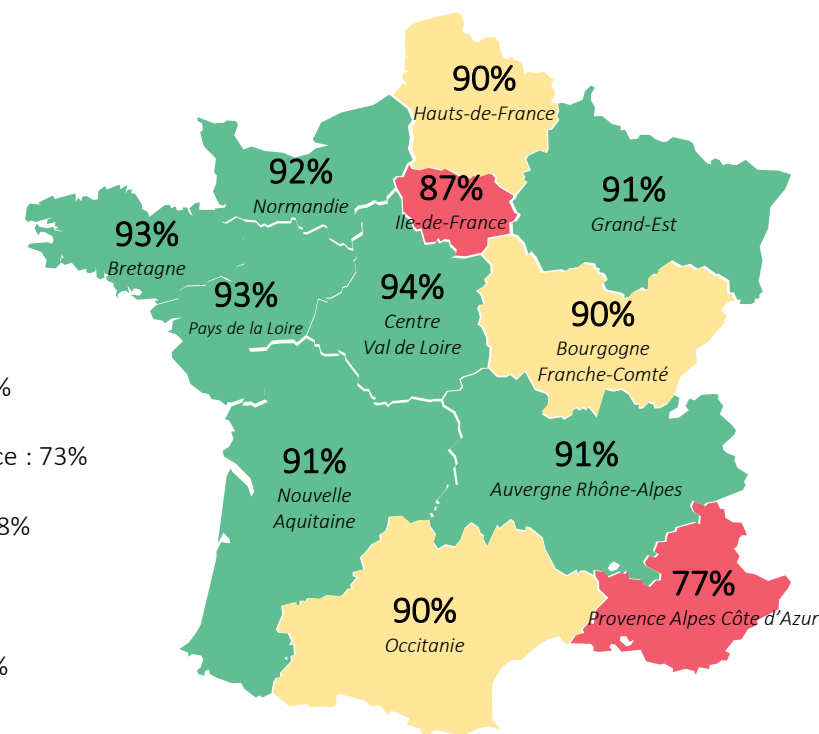 90%
Hauts-de-France
92%
Normandie
87%
Ile-de-France
91%
Grand-Est
93%
Bretagne
93%
Pays de la Loire
94%
Centre
Val de Loire
90%
Bourgogne
Franche-Comté
%
: 73%
91%
Nouvelle
Aquitaine
91%
Auvergne Rhône-Alpes
8%
77%
Provence Alpes Côte d’Azur
90%
Occitanie
%